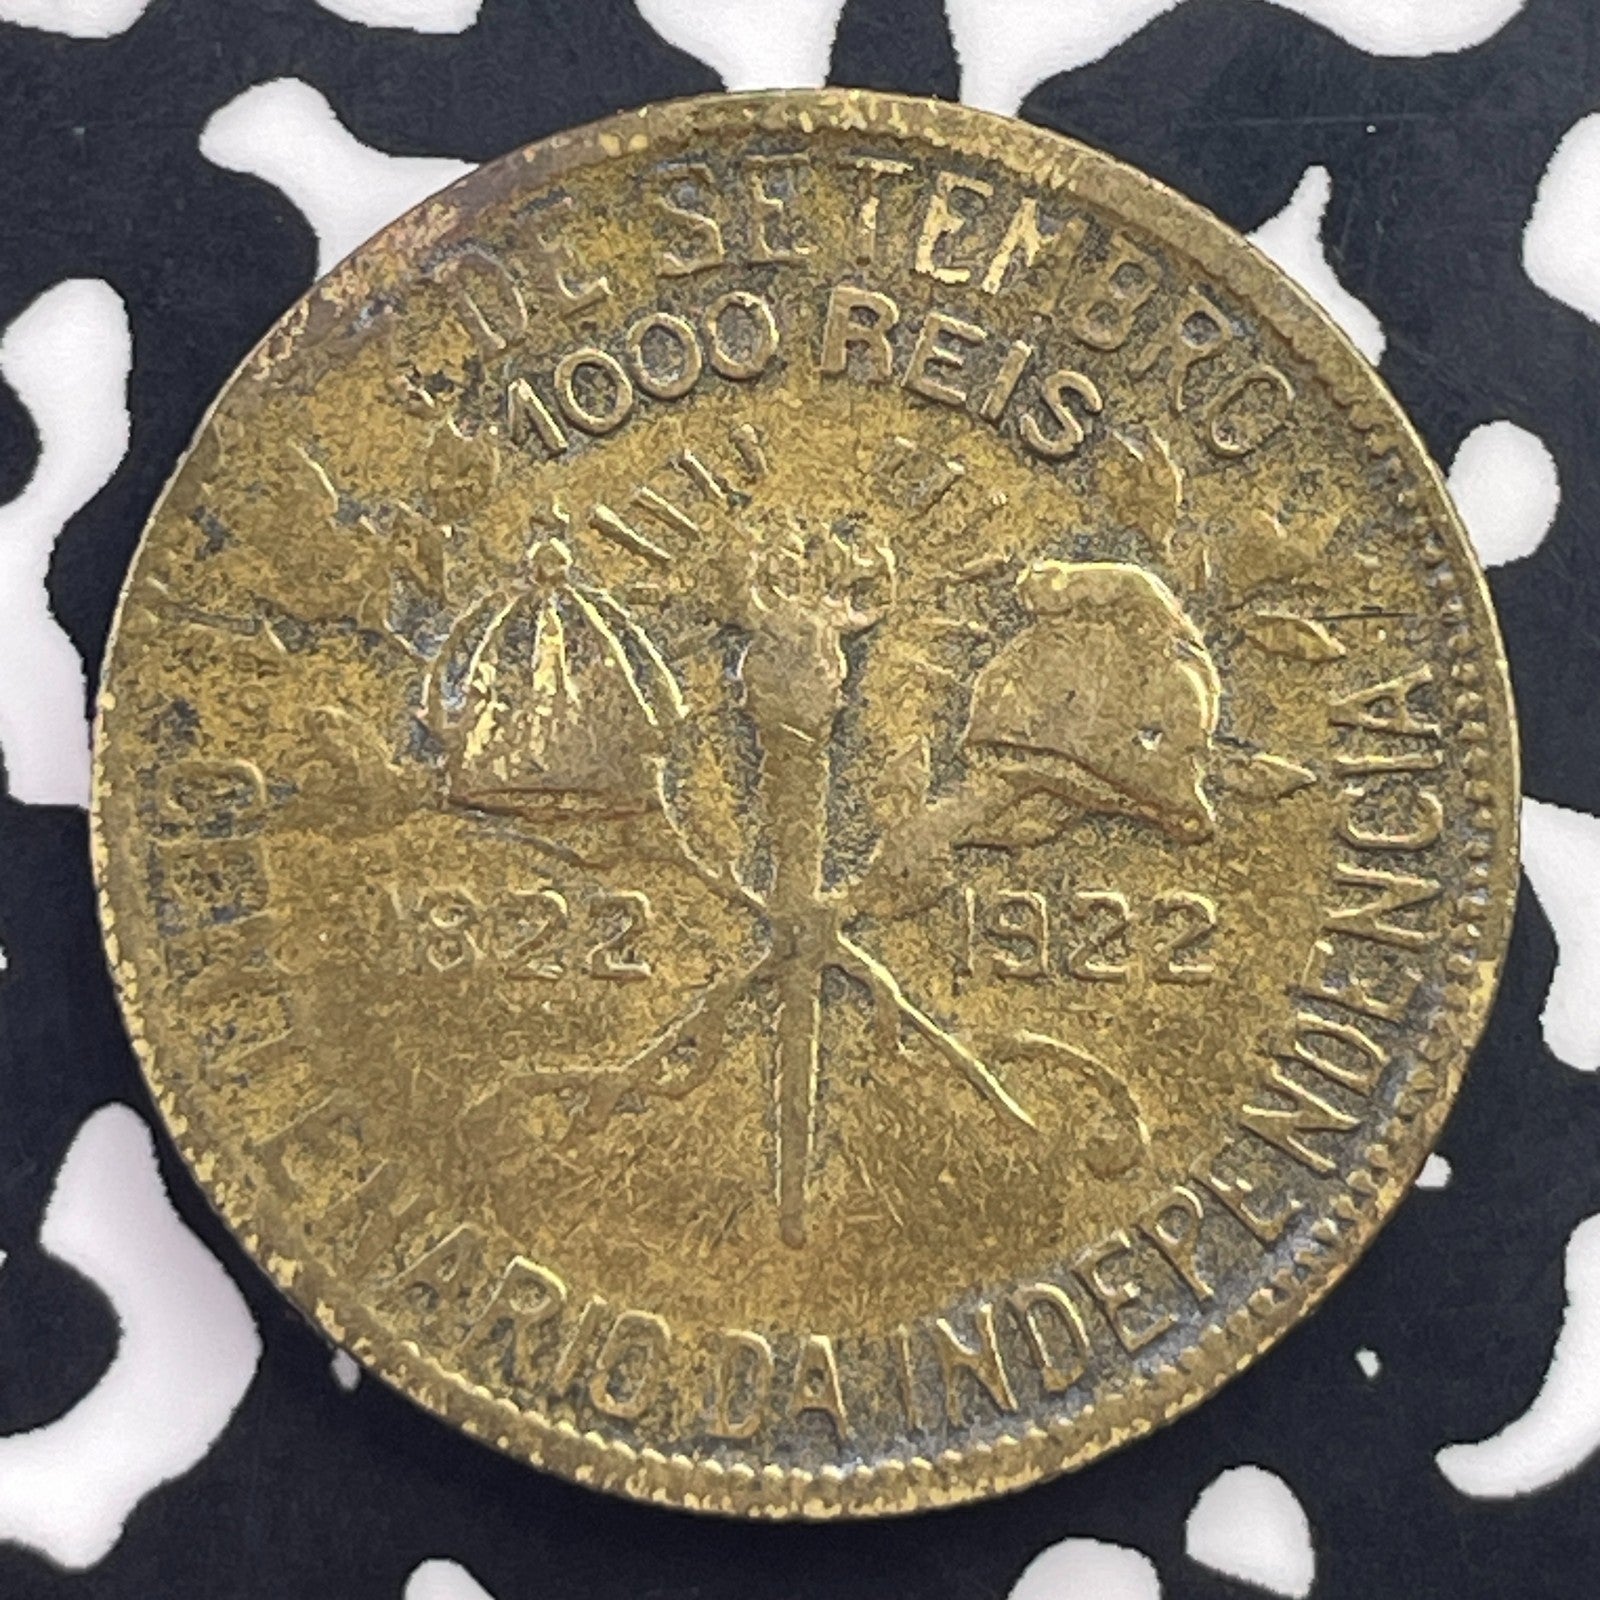 DE SETEMBRO
1000 REIS
1822 1922
DA INDEPENDENCIA